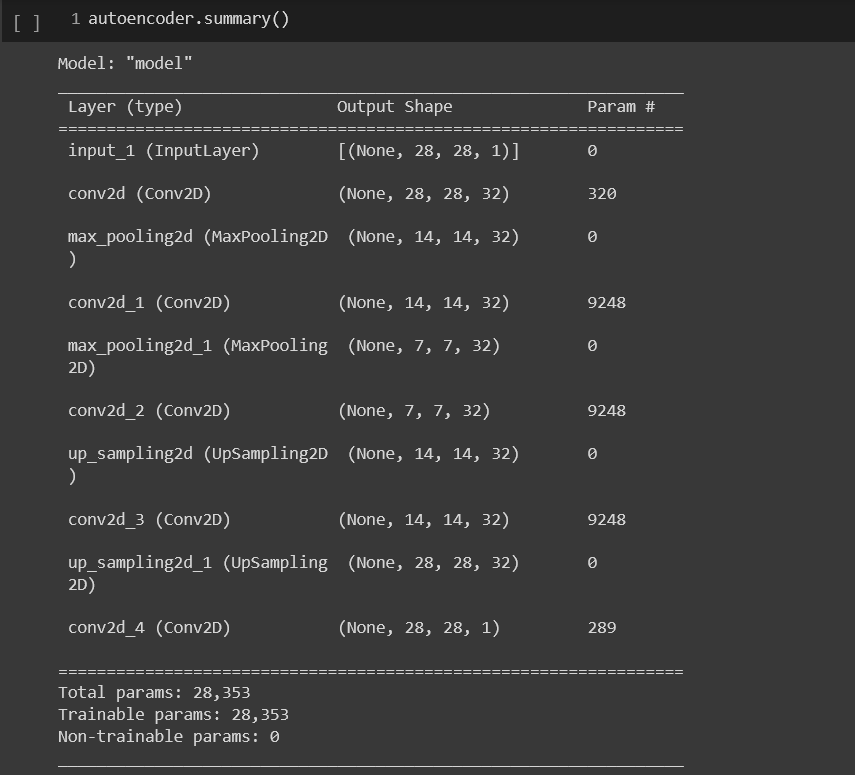 [ ] 1 autoencoder.summary()
Model: "model"
_________________________________________________________________
Layer (type) Output Shape Param #
=================================================================
input_1 (InputLayer) [(None, 28, 28, 1)] 0
conv2d (Conv2D) (None, 28, 28, 32) 320
max_pooling2d (MaxPooling2D (None, 14, 14, 32) 0
)
conv2d_1 (Conv2D) (None, 14, 14, 32) 9248
max_pooling2d_1 (MaxPooling (None, 7, 7, 32) 0
2D)
conv2d_2 (Conv2D) (None, 7, 7, 32) 9248
up_sampling2d (UpSampling2D (None, 14, 14, 32) 0
)
conv2d_3 (Conv2D) (None, 14, 14, 32) 9248
up_sampling2d_1 (UpSampling (None, 28, 28, 32) 0
2D)
conv2d_4 (Conv2D) (None, 28, 28, 1) 289
=================================================================
Total params: 28,353
Trainable params: 28,353
Non-trainable params: 0
_________________________________________________________________